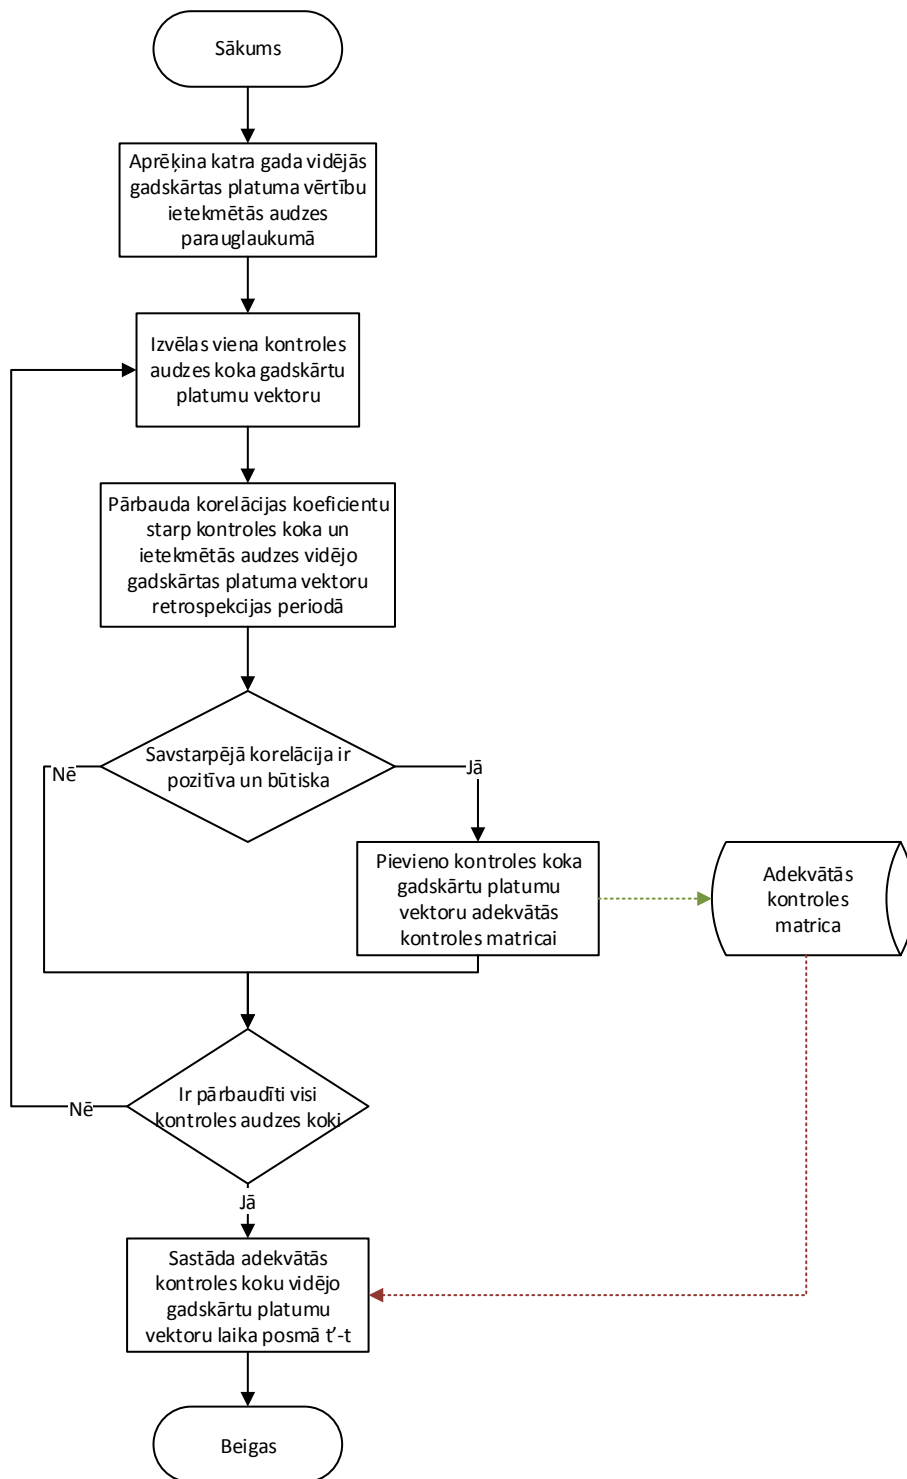 Sākums
Aprēķina katra gada vidējās
gadskārtas platuma vērtību
ietekmētās audzes
parauglaukumā
Izvēlas viena kontroles
audzes koka gadskārtu
platumu vektoru
Pārbauda korelācijas koeficientu
starp kontroles koka un
ietekmētās audzes vidējo
gadskārtas platuma vektoru
retrospekcijas periodā
Savstarpējā korelācija ir
pozitīva un būtiska
Nē
Jā
Pievieno kontroles koka
gadskārtu platumu
vektoru adekvātās
kontroles matricai
Adekvātās
kontroles
matrica
Ir pārbaudīti visi
kontroles audzes koki
Nē
Jā
Sastāda adekvātās
kontroles koku vidējo
gadskārtu platumu
vektoru laika posmā t’-t
Beigas